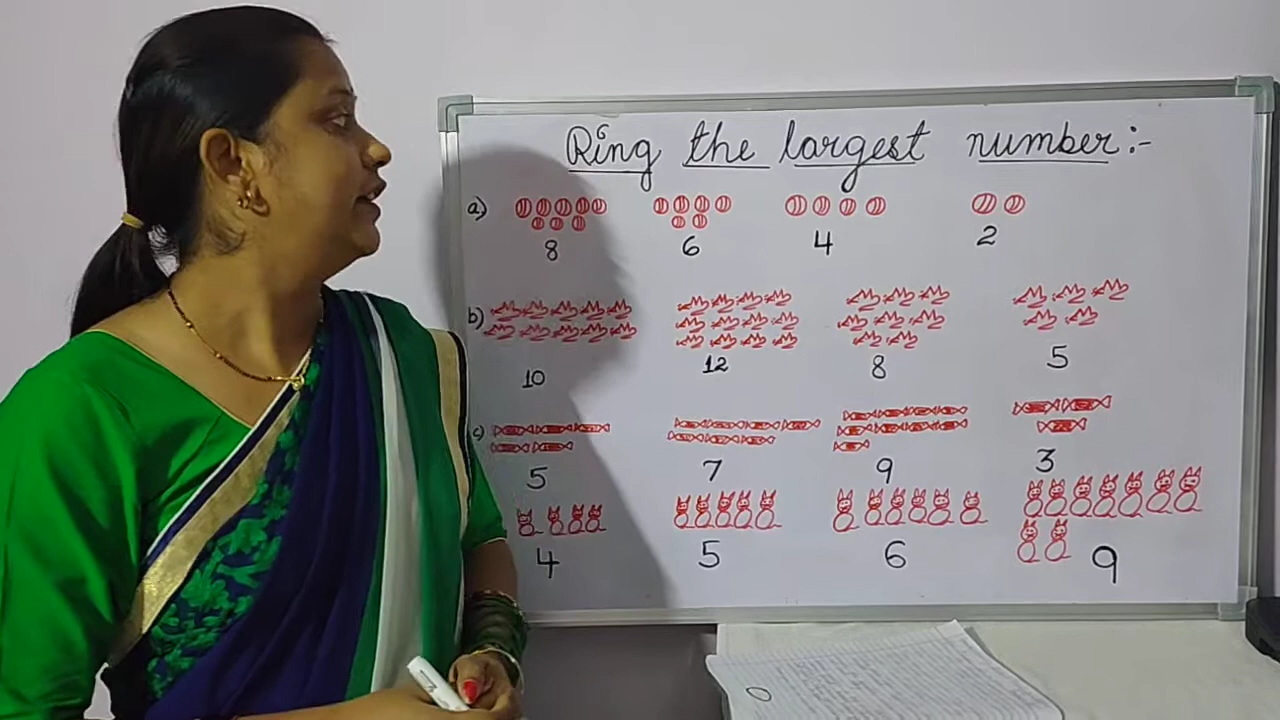 Ring the largest number:-
a) 8 6 4 2
b) 10 12 8 5
c) 5 7 9 3
4 5 6 9